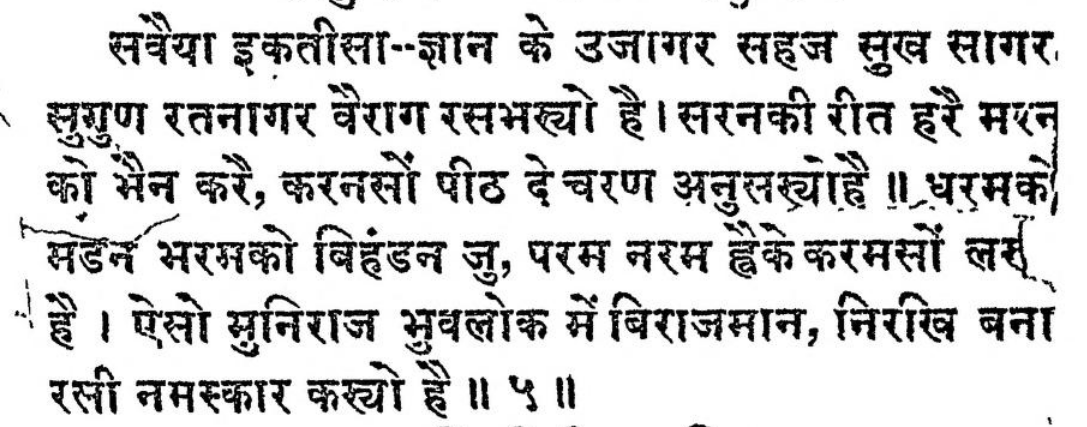 सवैया इकतीसा--ज्ञान के उजागर सहज सुख सागर
सुगुण रतनागर वैराग रसभर्‍यो है। सरनकी रीत हरै मरन
को भैन करै, करनसों पीठ दे चरण अनुसर्‍योहै ॥ धरमको
मंडन भरमको बिहंडन जु, परम नरम ह्वैके करमसों
है । ऐसो मुनिराज भुवलोक में बिराजमान, निरखि बना
रसी नमस्कार कर्‍यो है ॥ ५ ॥